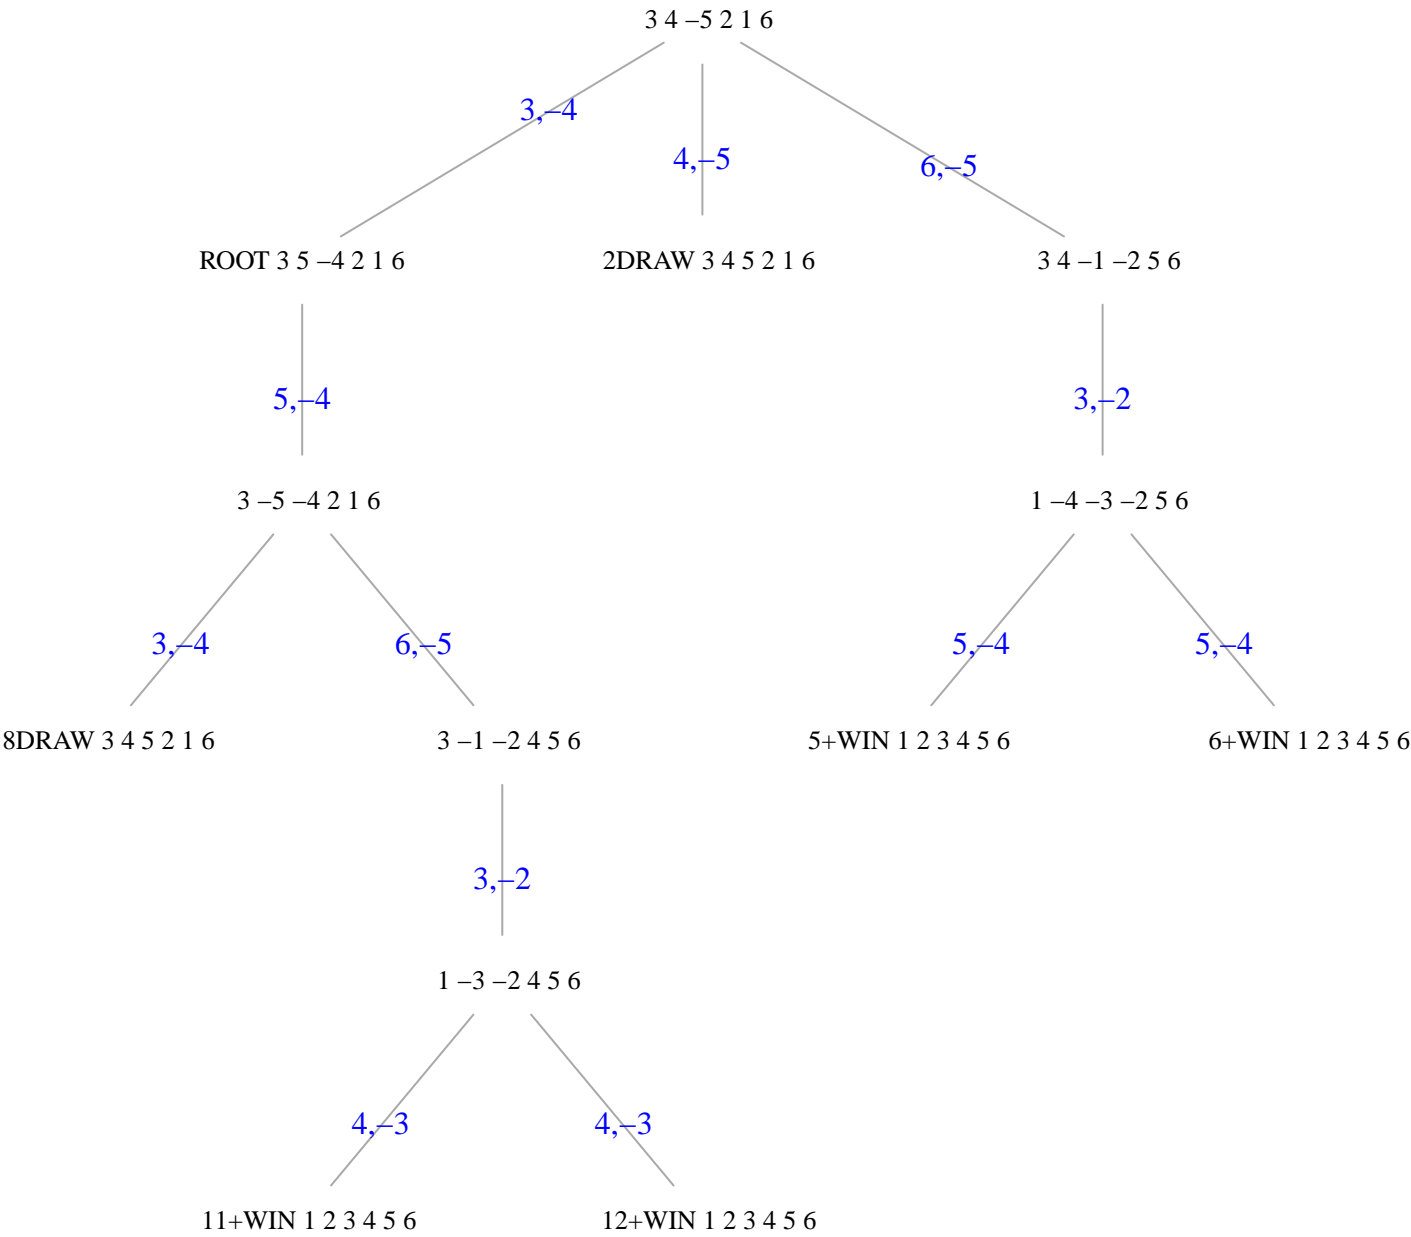 3 4 –5 2 1 6
3,–4
4,–5
6,–5
ROOT 3 5 –4 2 1 6
2DRAW 3 4 5 2 1 6
3 4 –1 –2 5 6
5,–4
3,–2
3 –5 –4 2 1 6
1 –4 –3 –2 5 6
3,–4
6,–5
5,–4
5,–4
8DRAW 3 4 5 2 1 6
3 –1 –2 4 5 6
5+WIN 1 2 3 4 5 6
6+WIN 1 2 3 4 5 6
3,–2
1 –3 –2 4 5 6
4,–3
4,–3
11+WIN 1 2 3 4 5 6
12+WIN 1 2 3 4 5 6